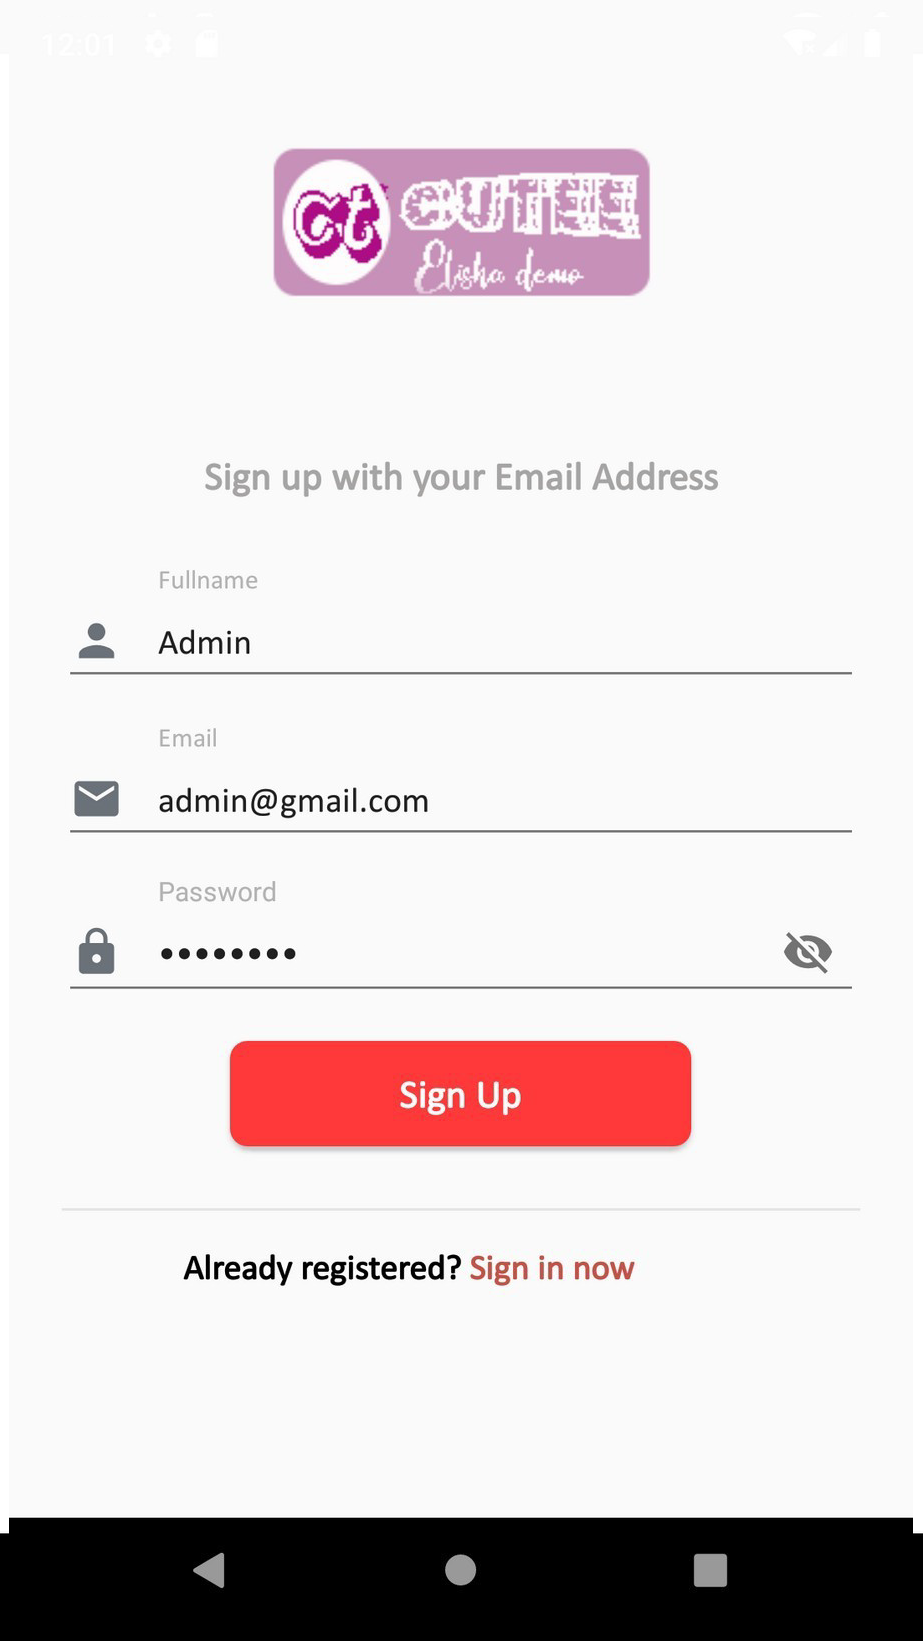 12:01
ct CUTEE
Elisha demo
Sign up with your Email Address
Fullname
Admin
Email
admin@gmail.com
Password
••••••••
Sign Up
Already registered? Sign in now